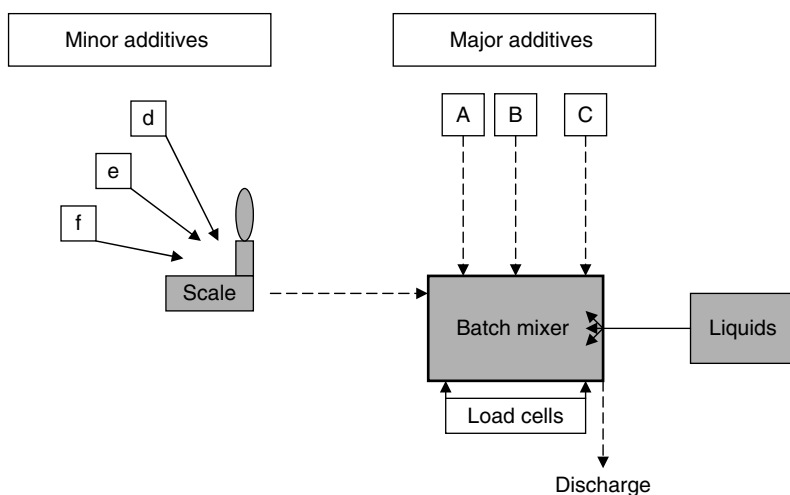 Minor additives
Major additives
d
e
f
A
B
C
Scale
Batch mixer
Liquids
Load cells
Discharge